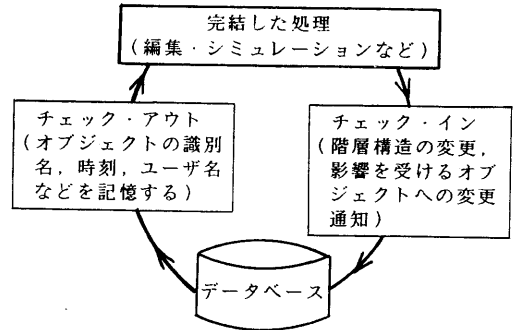 完結した処理
(編集・シミュレーションなど)
チェック・アウト
(オブジェクトの識別
名,時刻,ユーザ名
などを記憶する)
チェック・イン
(階層構造の変更,
影響を受けるオブ
ジェクトへの変更
通知)
データベース